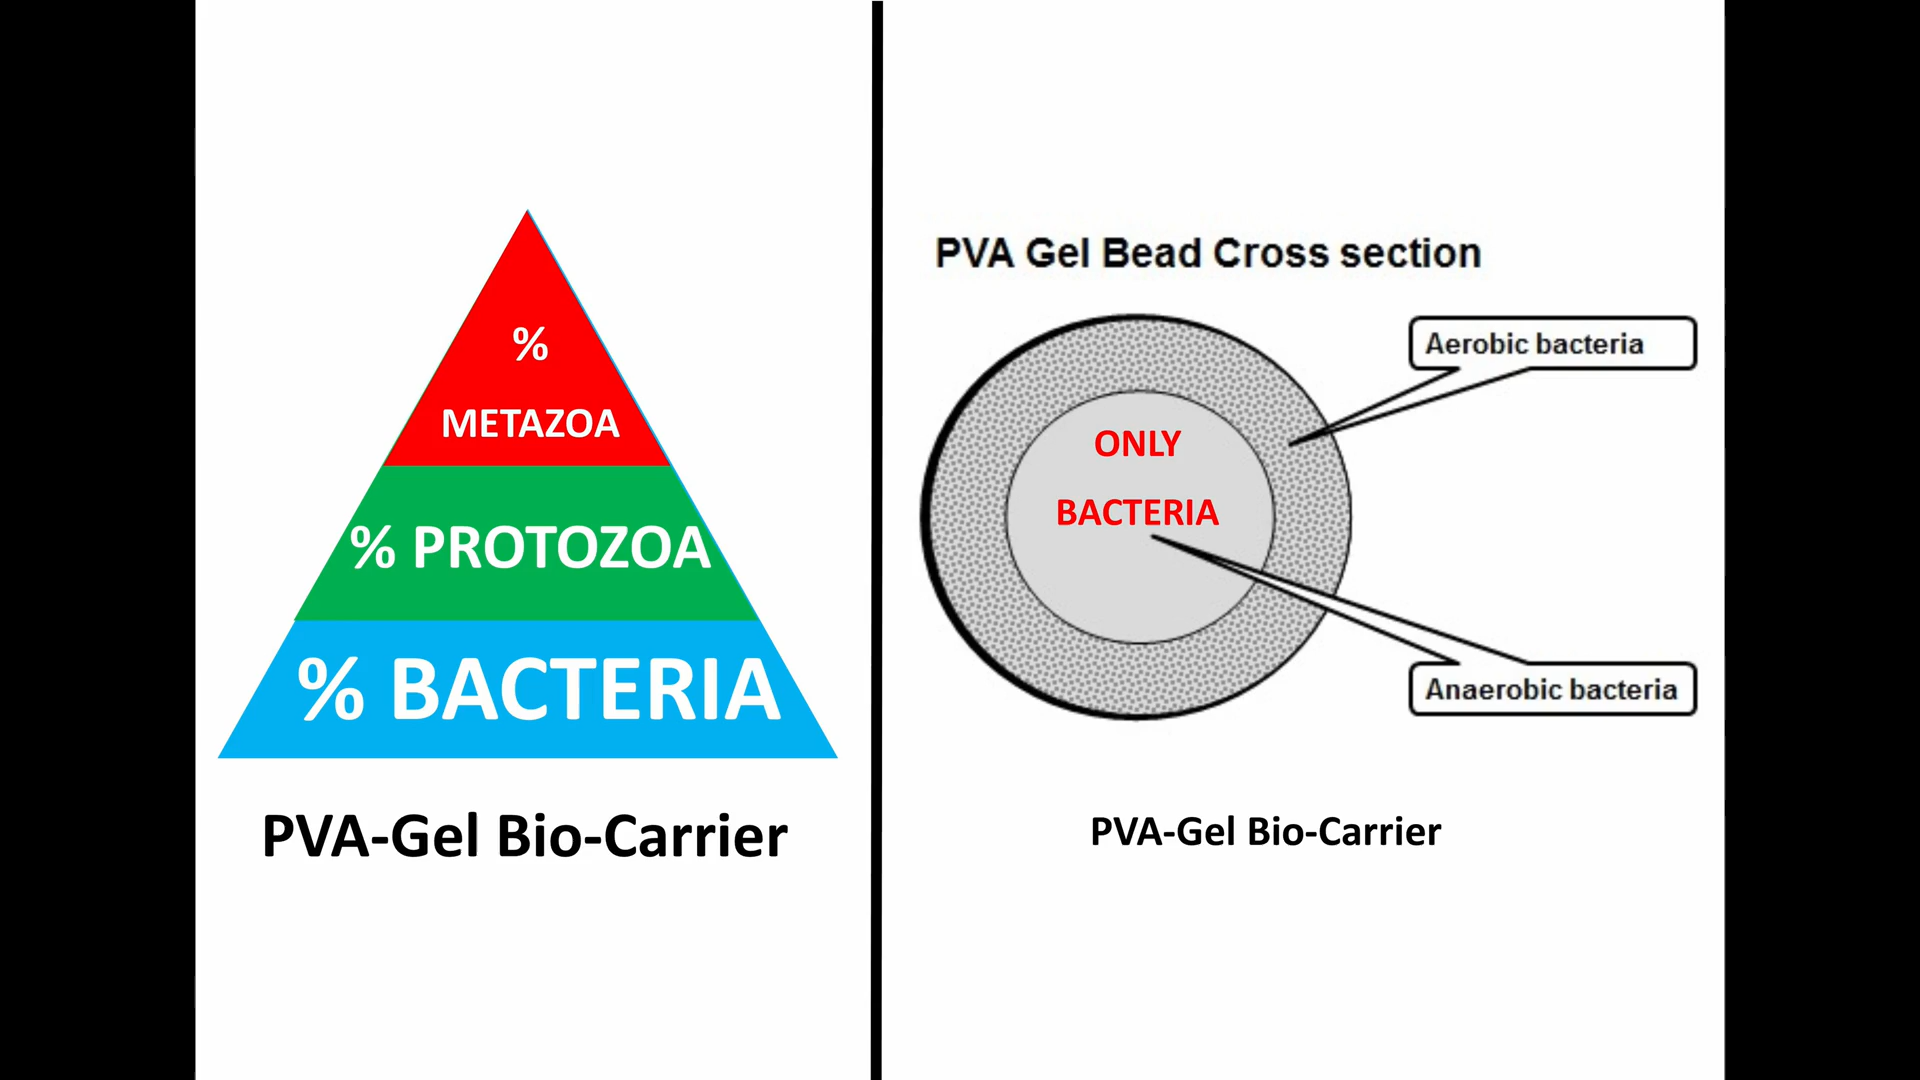 %
METAZOA
% PROTOZOA
% BACTERIA
PVA-Gel Bio-Carrier
PVA Gel Bead Cross section
Aerobic bacteria
ONLY
BACTERIA
Anaerobic bacteria
PVA-Gel Bio-Carrier